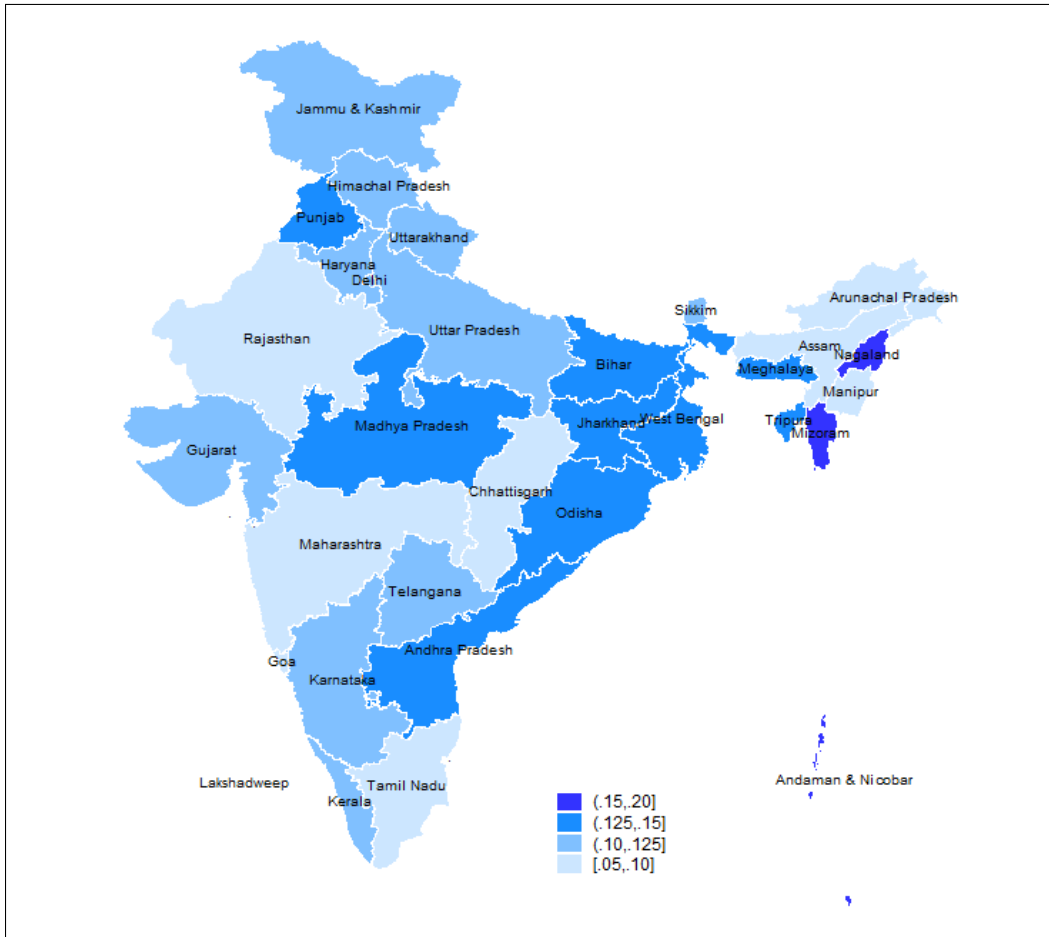 Jammu & Kashmir
Himachal Pradesh
Punjab
Uttarakhand
Haryana
Delhi
Arunachal Pradesh
Sikkim
Uttar Pradesh
Rajasthan
Assam
Nagaland
Bihar
Meghalaya
Manipur
Madhya Pradesh
Jharkhand
West Bengal
Tripura
Mizoram
Gujarat
Chhattisgarh
Odisha
Maharashtra
Telangana
Andhra Pradesh
Goa
Karnataka
Andaman & Nicobar
Lakshadweep
Tamil Nadu
Kerala
(.15,.20]
(.125,.15]
(.10,.125]
[.05,.10]